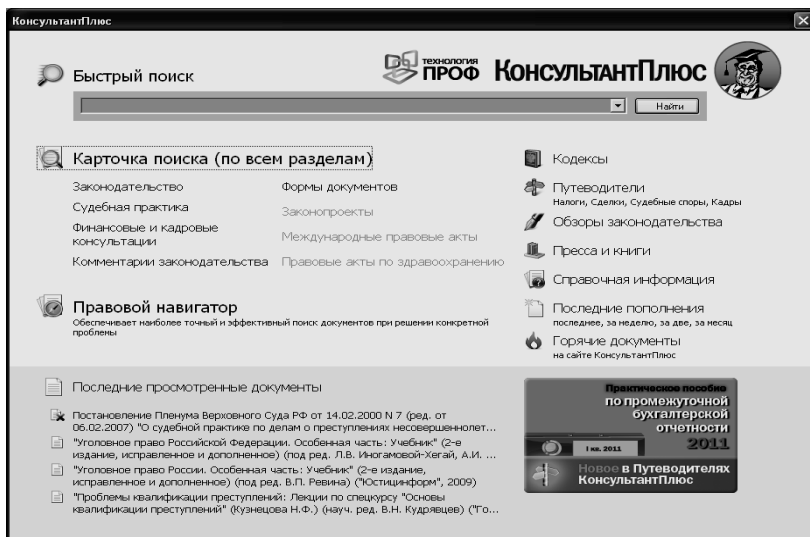 КонсультантПлюс
Быстрый поиск
технология
ПРОФ
КонсультантПлюс
Найти
Карточка поиска (по всем разделам)
Законодательство
Судебная практика
Финансовые и кадровые
консультации
Комментарии законодательства
Формы документов
Законопроекты
Международные правовые акты
Правовые акты по здравоохранению
Правовой навигатор
Обеспечивает наиболее точный и эффективный поиск документов при решении конкретной
проблемы
Кодексы
Путеводители
Налоги, Сделки, Судебные споры, Кадры
Обзоры законодательства
Пресса и книги
Справочная информация
Последние пополнения
последнее, за неделю, за две, за месяц
Горячие документы
на сайте КонсультантПлюс
Последние просмотренные документы
Постановление Пленума Верховного Суда РФ от 14.02.2000 N 7 (ред. от
06.02.2007) "О судебной практике по делам о преступлениях несовершеннолет...
"Уголовное право Российской Федерации. Особенная часть: Учебник" (2-е
издание, исправленное и дополненное) (под ред. Л.В. Иногамовой-Хегай, А.И. ...
"Уголовное право России. Особенная часть: Учебник" (2-е издание,
исправленное и дополненное) (под ред. В.П. Ревина) ("Юстицинформ", 2009)
"Проблемы квалификации преступлений: Лекции по спецкурсу "Основы
квалификации преступлений" (Кузнецова Н.Ф.) (науч. ред. В.Н. Кудрявцев) ("Го...
Практическое пособие
по промежуточной
бухгалтерской
отчетности
2011
I кв. 2011
Новое в Путеводителях
КонсультантПлюс